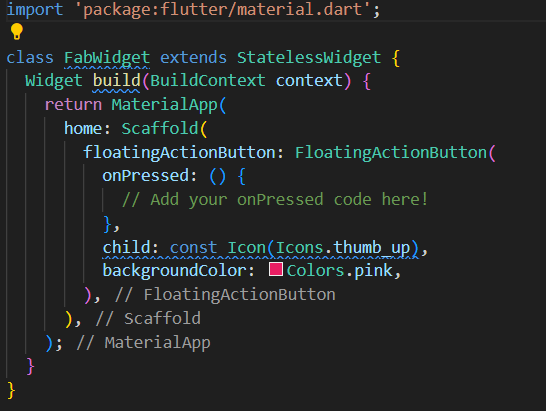 import 'package:flutter/material.dart';
class FabWidget extends StatelessWidget {
  Widget build(BuildContext context) {
    return MaterialApp(
      home: Scaffold(
        floatingActionButton: FloatingActionButton(
          onPressed: () {
            // Add your onPressed code here!
          },
          child: const Icon(Icons.thumb_up),
          backgroundColor: Colors.pink,
        ), // FloatingActionButton
      ), // Scaffold
    ); // MaterialApp
  }
}